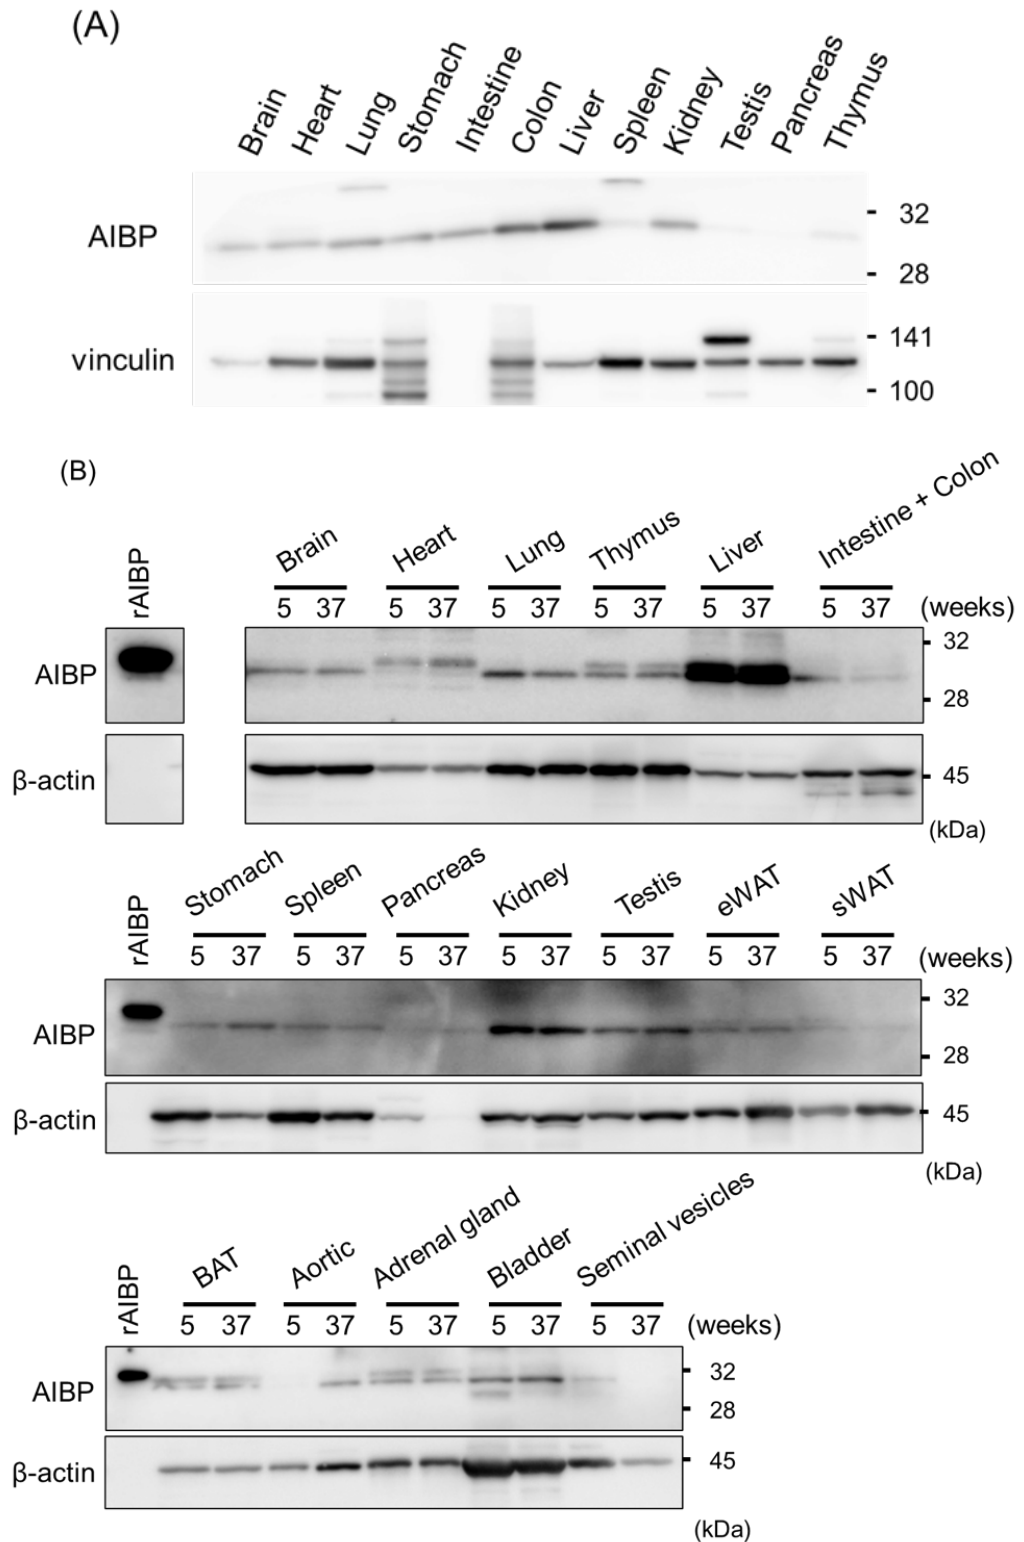 (A)
Brain Heart Lung Stomach Intestine Colon Liver Spleen Kidney Testis Pancreas Thymus
AIBP
- 32
- 28
vinculin
- 141
- 100
(B)
rAIBP Brain Heart Lung Thymus Liver Intestine + Colon
5 37 5 37 5 37 5 37 5 37 5 37 (weeks)
AIBP
- 32
- 28
β-actin
- 45
(kDa)
rAIBP Stomach Spleen Pancreas Kidney Testis eWAT sWAT
5 37 5 37 5 37 5 37 5 37 5 37 5 37 (weeks)
AIBP
- 32
- 28
β-actin
- 45
(kDa)
rAIBP BAT Aortic Adrenal gland Bladder Seminal vesicles
5 37 5 37 5 37 5 37 5 37 (weeks)
AIBP
- 32
- 28
β-actin
- 45
(kDa)